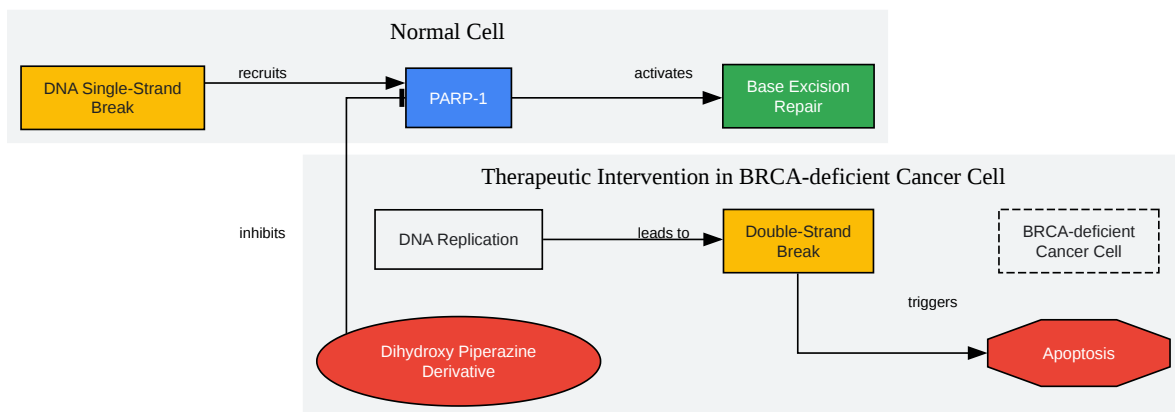 Normal Cell
DNA Single-Strand
Break
recruits
PARP-1
activates
Base Excision
Repair
Therapeutic Intervention in BRCA-deficient Cancer Cell
inhibits
DNA Replication
leads to
Double-Strand
Break
BRCA-deficient
Cancer Cell
triggers
Dihydroxy Piperazine
Derivative
Apoptosis